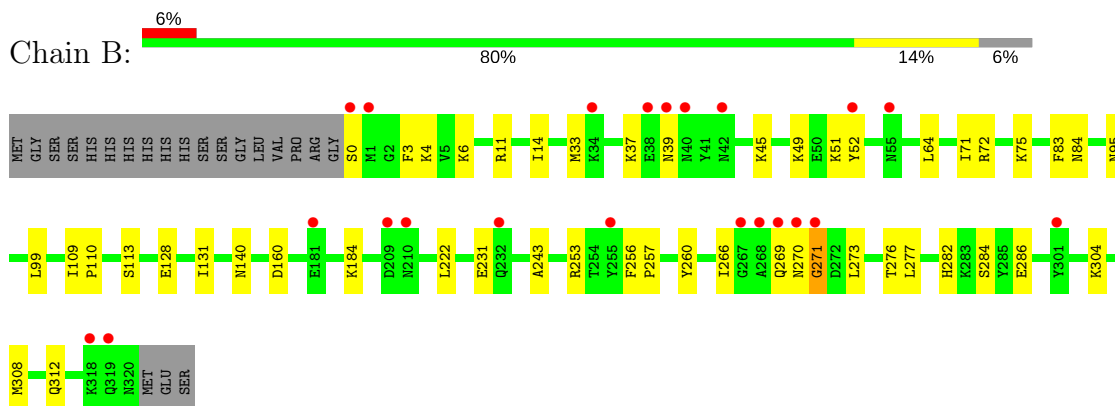 6%
Chain B:
80% 14% 6%
MET GLY SER SER HIS HIS HIS HIS HIS HIS SER SER GLY LEU VAL PRO ARG GLY S0 M1 G2 F3 K4 V5 K6 R11 I14 M33 K34 K37 E38 N39 N40 Y41 N42 K45 K49 E50 K51 Y52 N55 L64 I71 R72 K75 F83 N84 N95
L99 I109 P110 S113 E128 I131 N140 D160 E181 K184 D209 N210 L222 E231 Q232 A243 R253 T254 Y255 F256 P257 Y260 I266 G267 A268 Q269 N270 G271 D272 L273 T276 L277 H282 K283 S284 Y285 E286 Y301 K304
M308 Q312 K318 Q319 N320 MET GLU SER